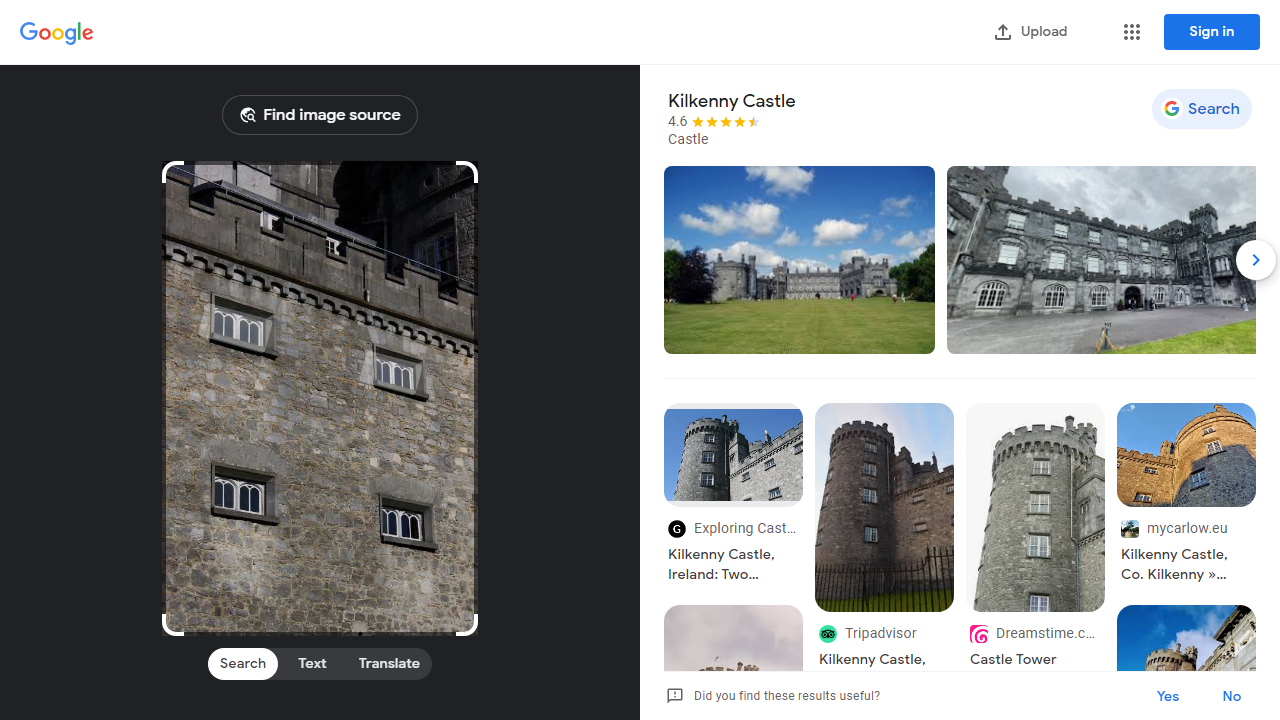 Google
Upload
Sign in
Find image source
Kilkenny Castle
4.6
Castle
Search
Exploring Cast...
Kilkenny Castle,
Ireland: Two...
mycarlow.eu
Kilkenny Castle,
Co. Kilkenny »...
Tripadvisor
Kilkenny Castle,
Dreamstime.c...
Castle Tower
Search
Text
Translate
Did you find these results useful?
Yes
No